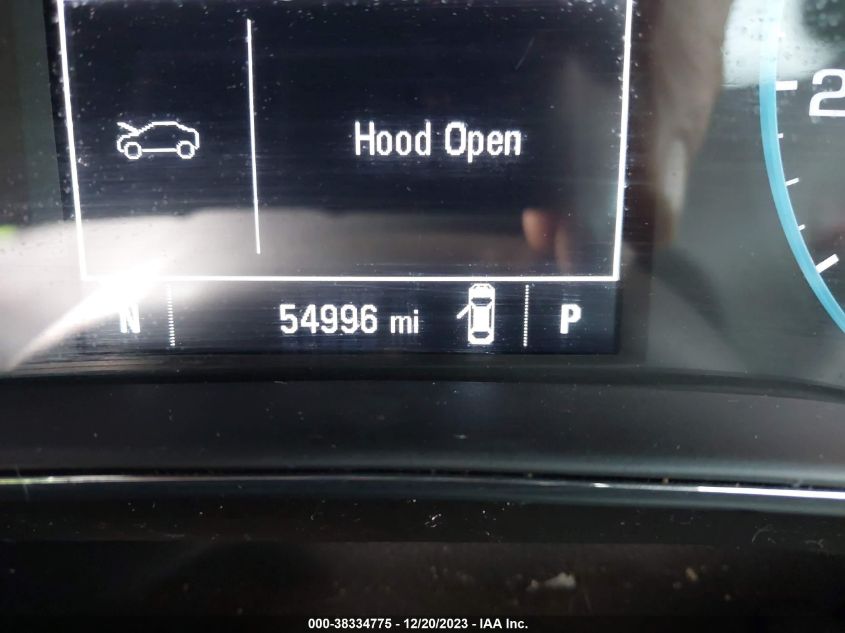 2
Hood Open
N 54996 mi P
000-38334775 - 12/20/2023 - IAA Inc.